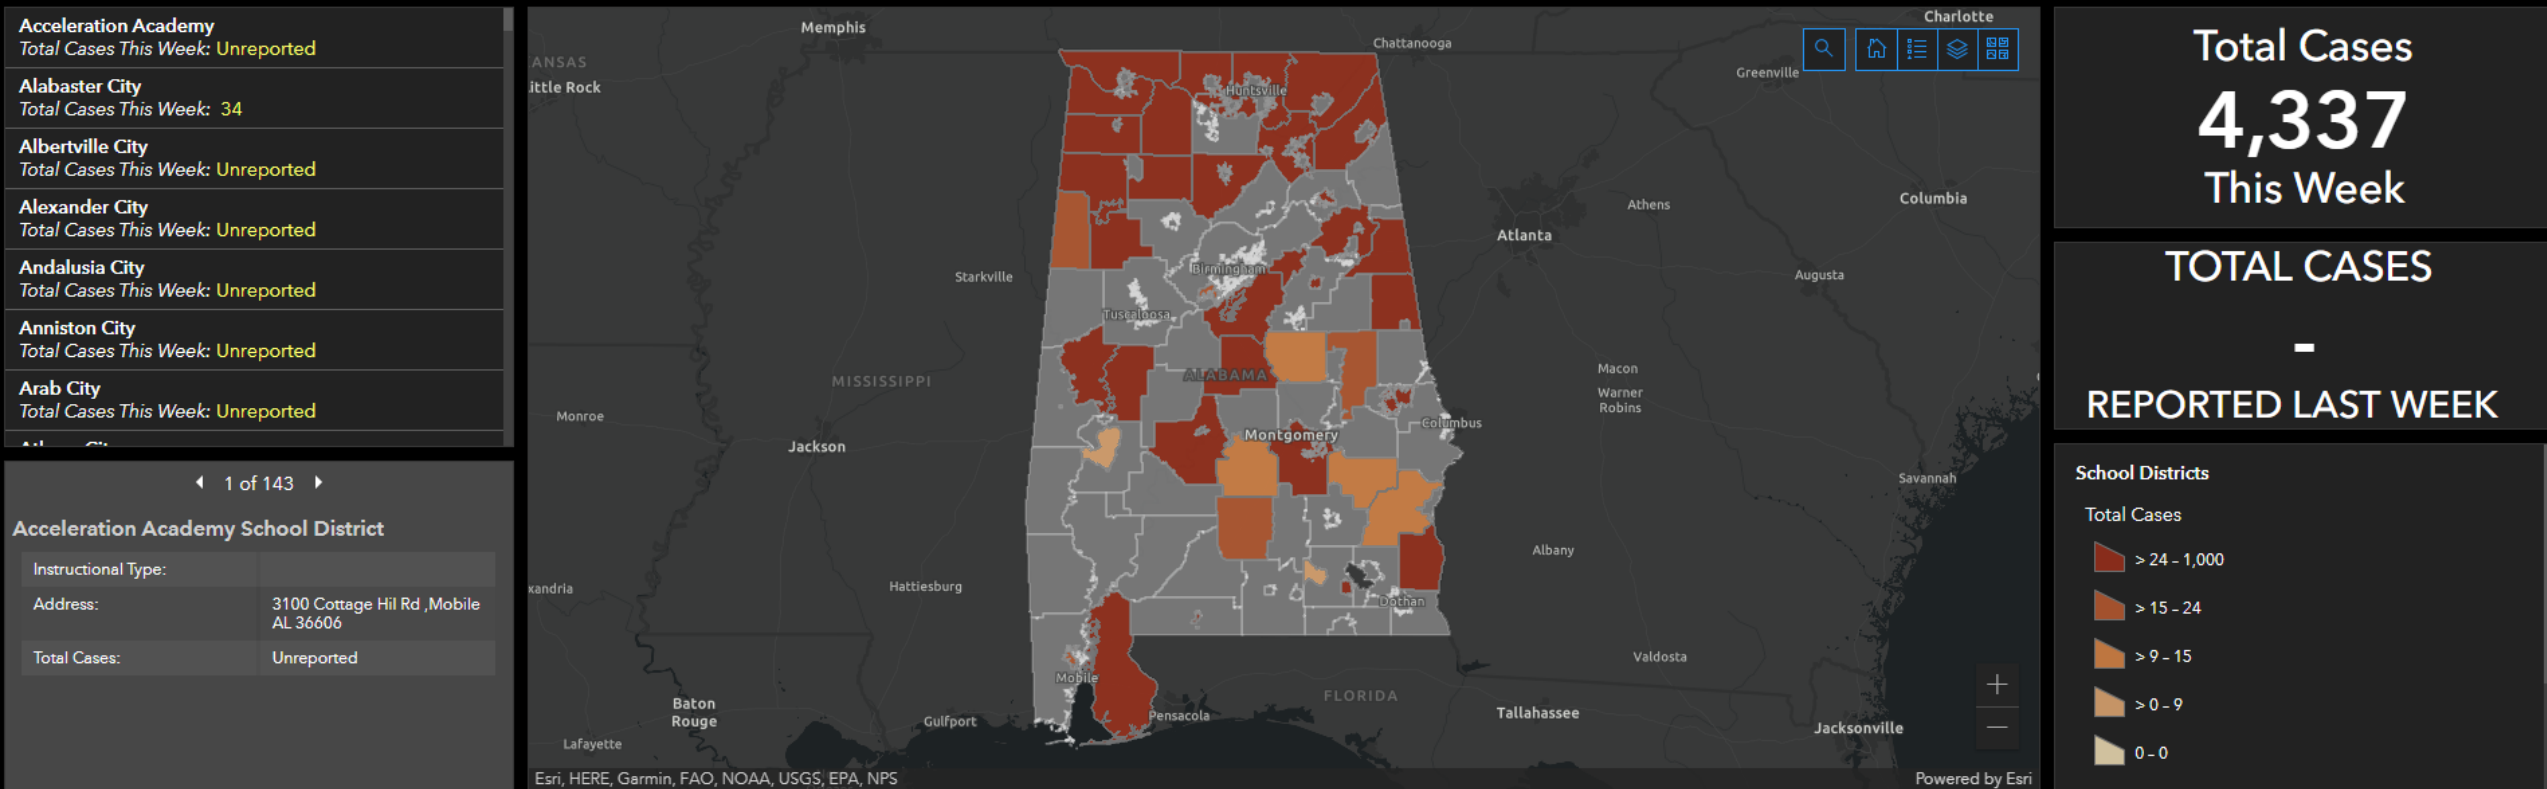 Acceleration Academy
Total Cases This Week: Unreported
Alabaster City
Total Cases This Week: 34
Albertville City
Total Cases This Week: Unreported
Alexander City
Total Cases This Week: Unreported
Andalusia City
Total Cases This Week: Unreported
Anniston City
Total Cases This Week: Unreported
Arab City
Total Cases This Week: Unreported
1 of 143
Acceleration Academy School District
Instructional Type:
Address: 3100 Cottage Hil Rd ,Mobile
AL 36606
Total Cases: Unreported
Memphis
Charlotte
Chattanooga
ANSAS
ittle Rock
Greenville
Huntsville
Columbia
Athens
Atlanta
Birmingham
Starkville
Augusta
Tuscaloosa
MISSISSIPPI
ALABAMA
Macon
Warner
Robins
Monroe
Columbus
Jackson
Montgomery
Savannah
Albany
xandria
Hattiesburg
Dothan
Valdosta
Mobile
FLORIDA
Baton
Rouge
Gulfport
Pensacola
Tallahassee
Jacksonville
Lafayette
Esri, HERE, Garmin, FAO, NOAA, USGS, EPA, NPS
Powered by Esri
Total Cases
4,337
This Week
TOTAL CASES
-
REPORTED LAST WEEK
School Districts
Total Cases
> 24 – 1,000
> 15 – 24
> 9 – 15
> 0 – 9
0 – 0